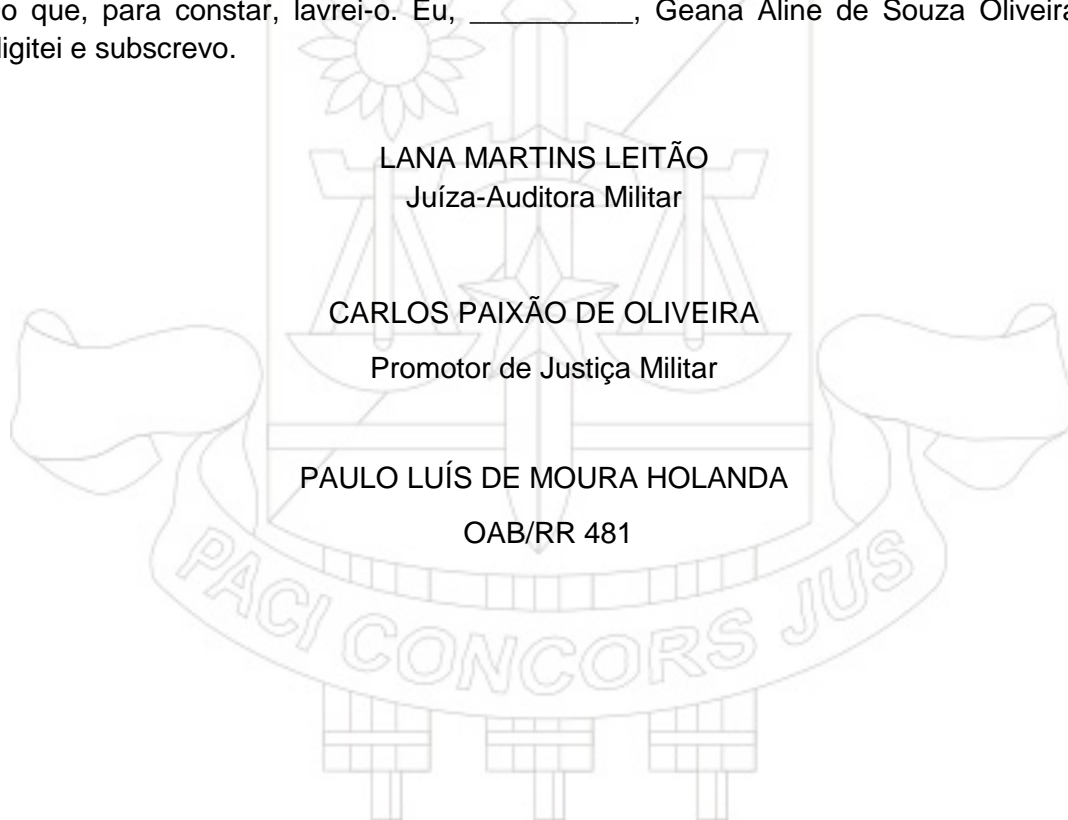 o que, para constar, lavrei-o. Eu, __________, Geana Aline de Souza Oliveira
digitei e subscrevo.
LANA MARTINS LEITÃO
Juíza-Auditora Militar
CARLOS PAIXÃO DE OLIVEIRA
Promotor de Justiça Militar
PAULO LUÍS DE MOURA HOLANDA
OAB/RR 481
PACI CONCORS JUS